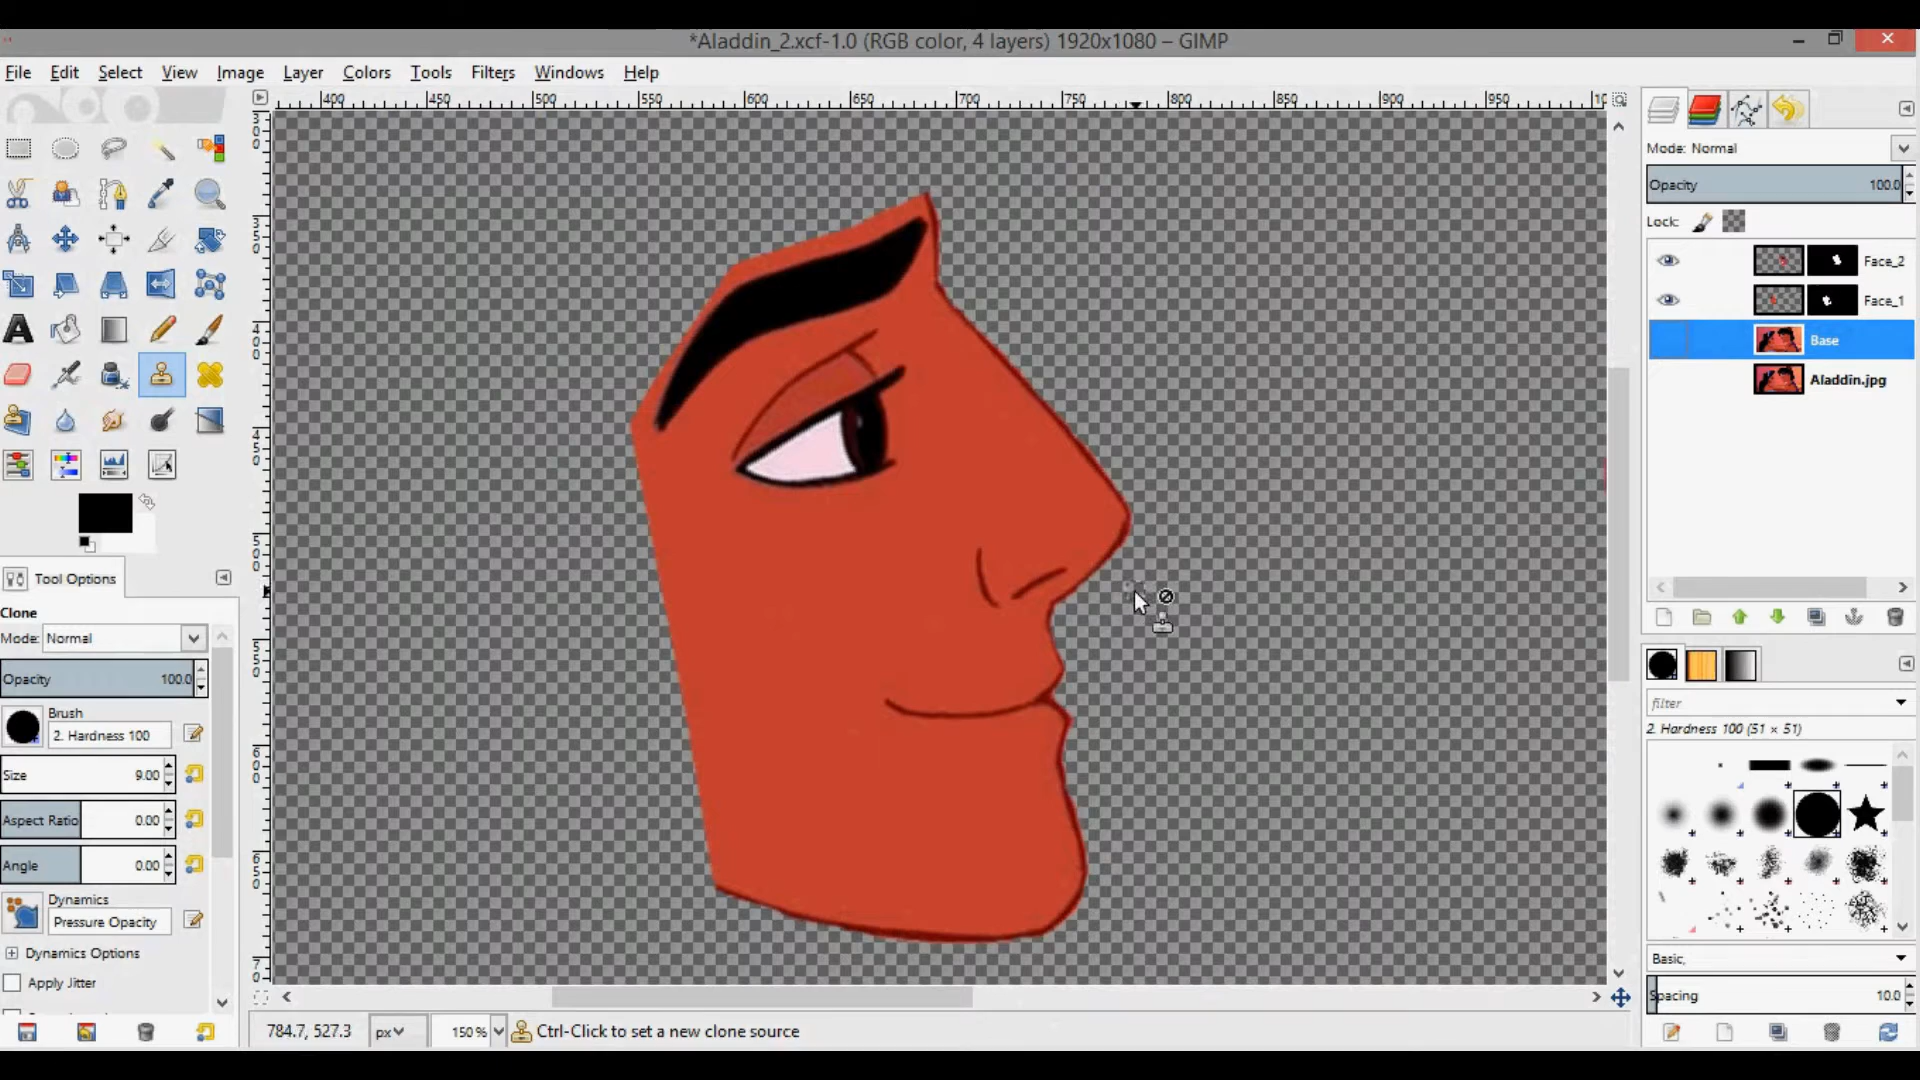 *Aladdin_2.xcf-1.0 (RGB color, 4 layers) 1920x1080 – GIMP
File Edit Select View Image Layer Colors Tools Filters Windows Help
400 450 500 550 600 650 700 750 800 850 900 950
Mode: Normal
Opacity 100.0
Lock:
Face_2
Face_1
Base
Aladdin.jpg
Tool Options
Clone
Mode: Normal
Opacity 100.0
Brush
2. Hardness 100
Size 9.00
Aspect Ratio 0.00
Angle 0.00
Dynamics
Pressure Opacity
Dynamics Options
Apply Jitter
filter
2. Hardness 100 (51 × 51)
Basic,
Spacing 10.0
784.7, 527.3 px 150% Ctrl-Click to set a new clone source